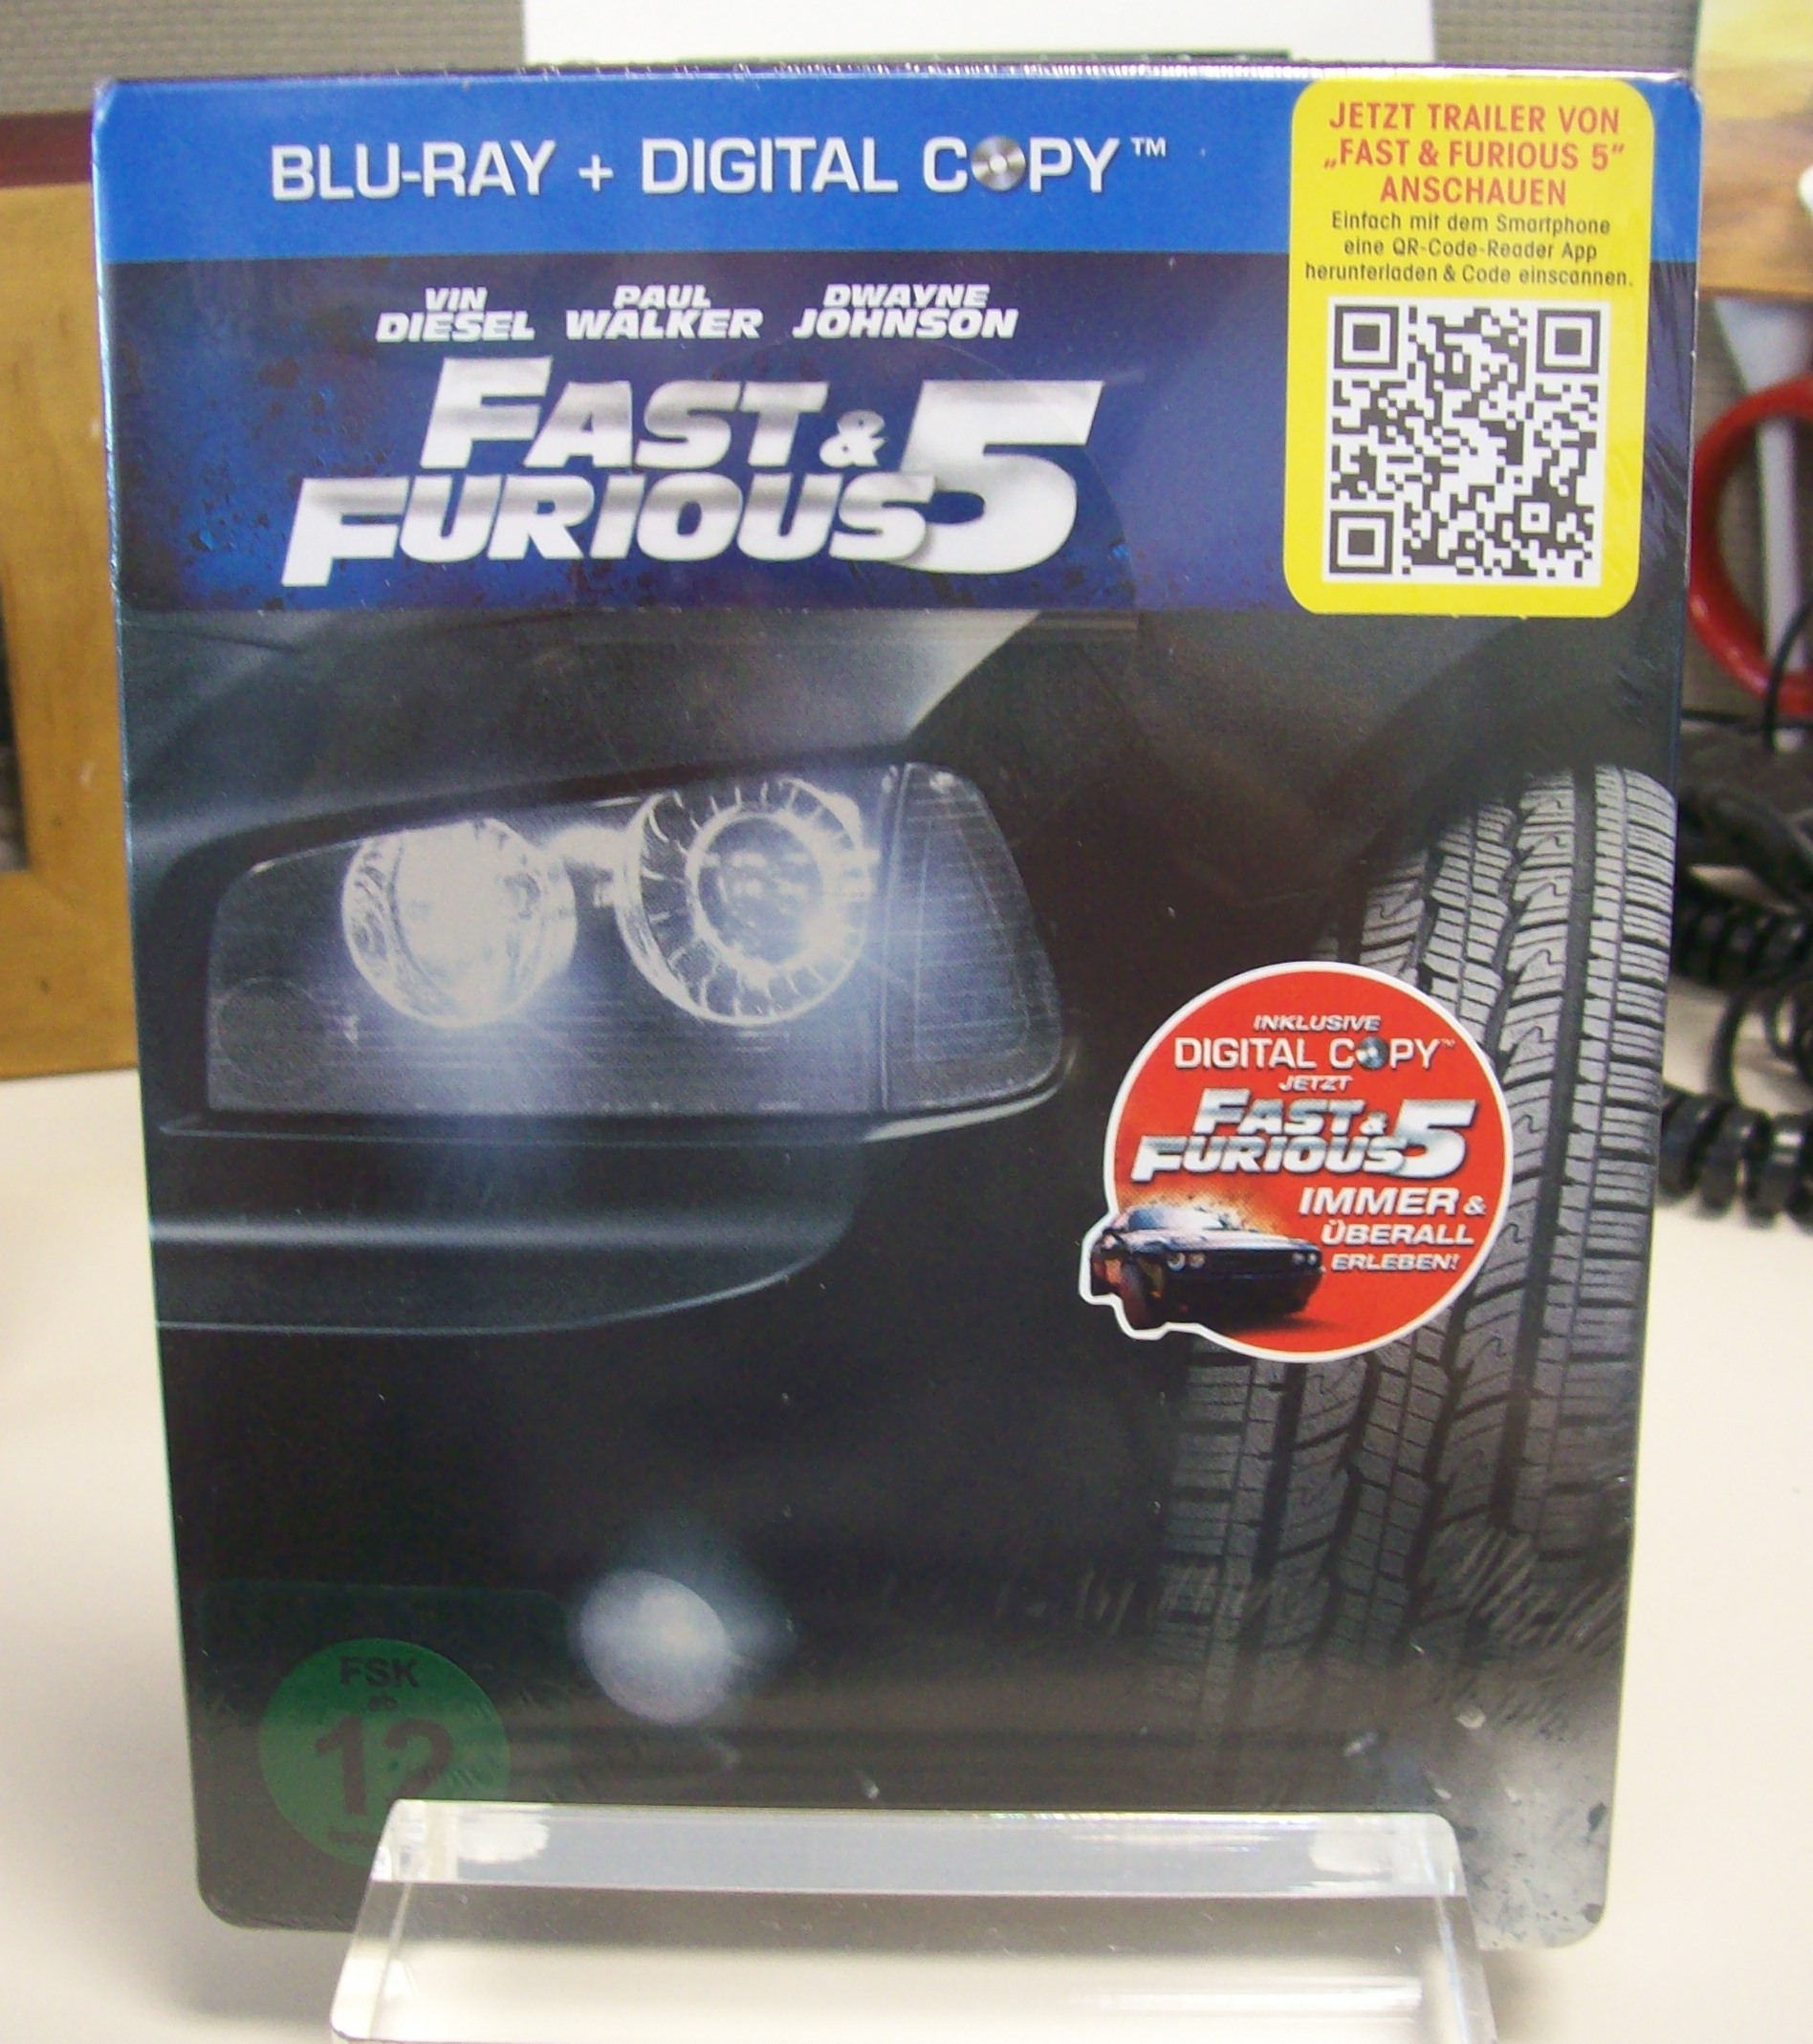 BLU-RAY + DIGITAL COPY™
JETZT TRAILER VON
„FAST & FURIOUS 5”
ANSCHAUEN
Einfach mit dem Smartphone
eine QR-Code-Reader App
herunterladen & Code einscannen.
VIN DIESEL PAUL WALKER DWAYNE JOHNSON
FAST &
FURIOUS 5
INKLUSIVE
DIGITAL COPY™
JETZT
FAST &
FURIOUS 5
IMMER &
ÜBERALL
ERLEBEN!
FSK
ab
12